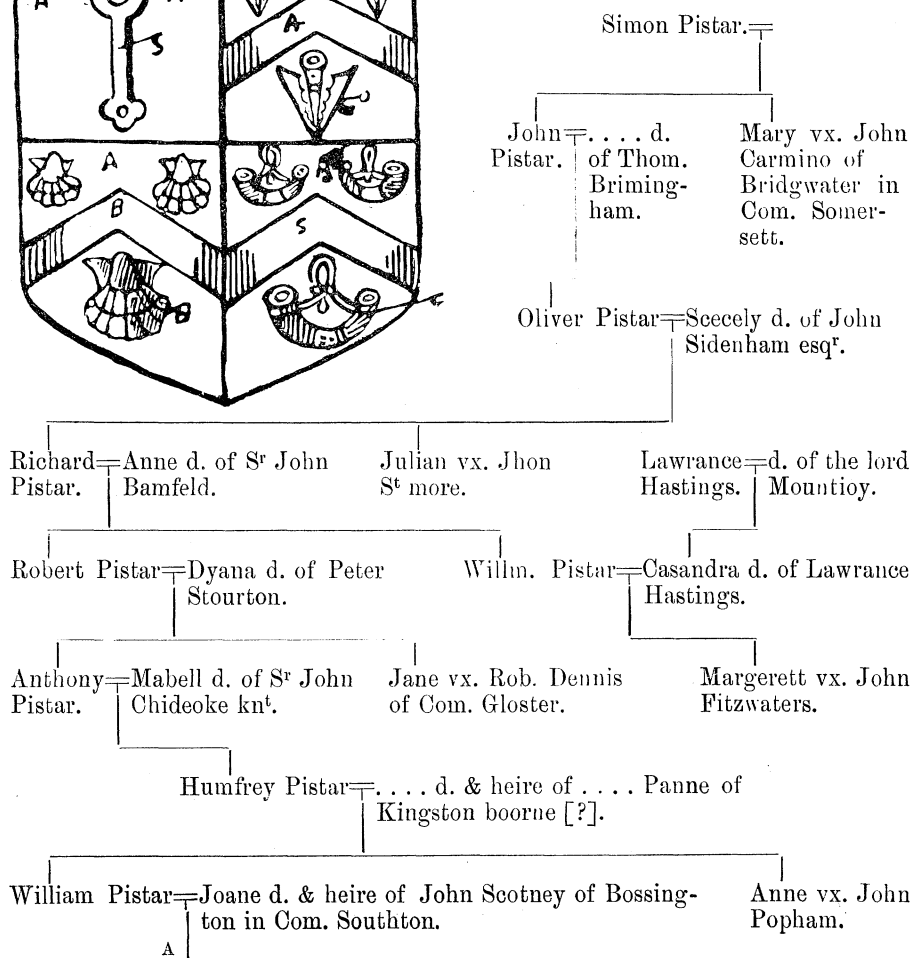 A
S
A
A
B
S
B
Simon Pistar.
John . . . . d.
Pistar. of Thom.
Briming-
ham.
Mary vx. John
Carmino of
Bridgwater in
Com. Somer-
sett.
Oliver Pistar Scecely d. of John
Sidenham esqʳ.
Richard Anne d. of Sʳ John
Pistar. Bamfeld.
Julian vx. Jhon
Sᵗ more.
Lawrance d. of the lord
Hastings. Mountioy.
Robert Pistar Dyana d. of Peter
Stourton.
Willm. Pistar Casandra d. of Lawrance
Hastings.
Anthony Mabell d. of Sʳ John
Pistar. Chideoke knᵗ.
Jane vx. Rob. Dennis
of Com. Gloster.
Margerett vx. John
Fitzwaters.
Humfrey Pistar . . . . d. & heire of . . . . Panne of
Kingston boorne [?].
William Pistar Joane d. & heire of John Scotney of Bossing-
ton in Com. Southton.
Anne vx. John
Popham.
A